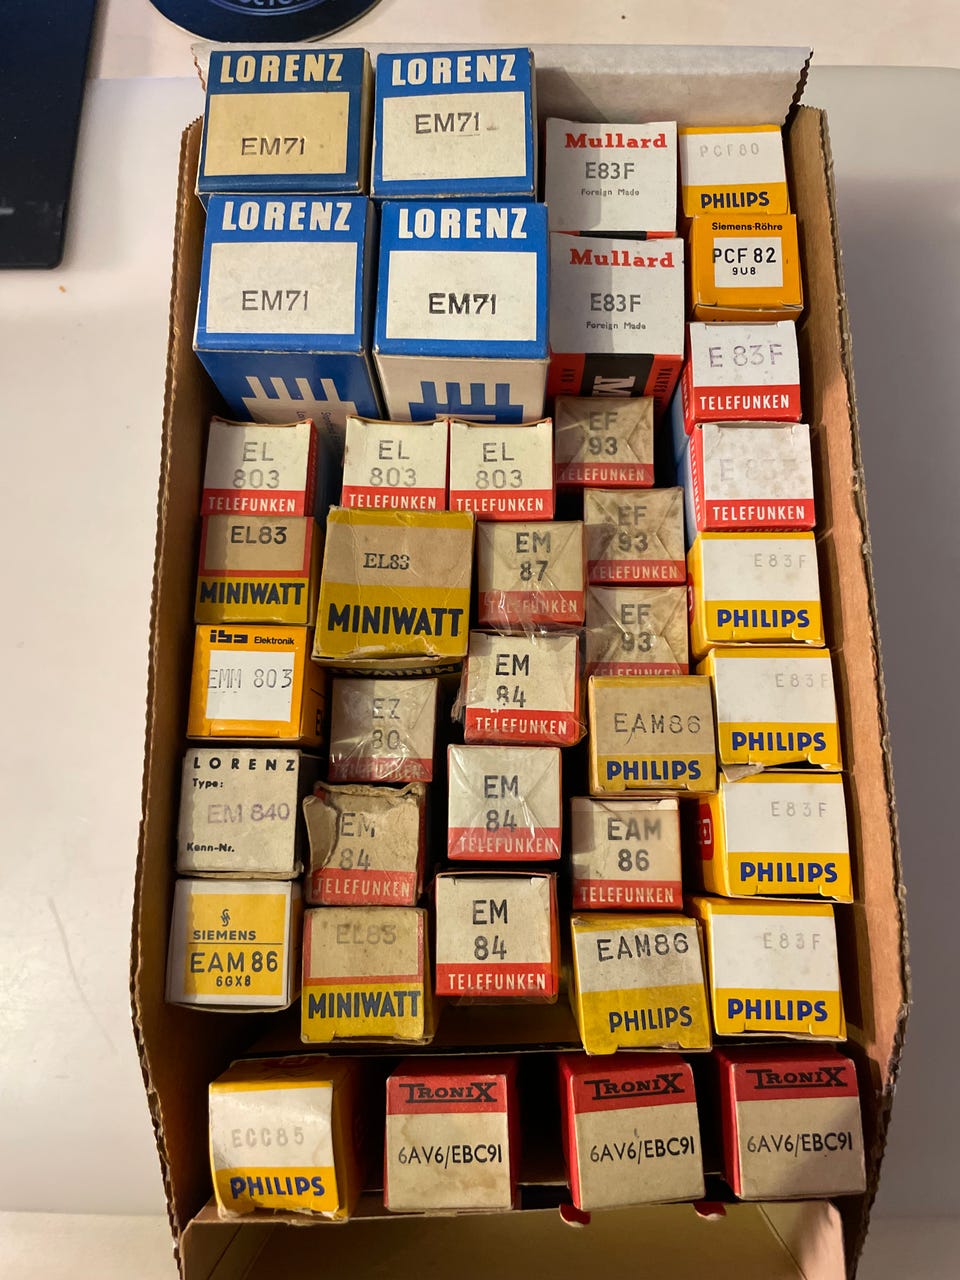 LORENZ
EM71
LORENZ
EM71
Mullard
E83F
Foreign Made
PCF80
PHILIPS
LORENZ
EM71
LORENZ
EM71
Mullard
E83F
Foreign Made
Siemens-Röhre
PCF 82
9U8
E 83F
TELEFUNKEN
EL
803
TELEFUNKEN
EL
803
TELEFUNKEN
EL
803
TELEFUNKEN
EF
93
TELEFUNKEN
TELEFUNKEN
EL83
MINIWATT
EL83
MINIWATT
EM
87
TELEFUNKEN
EF
93
TELEFUNKEN
E83F
PHILIPS
Elektronik
EMM 803
EZ
80
TELEFUNKEN
EM
84
TELEFUNKEN
EF
93
TELEFUNKEN
EAM86
PHILIPS
E83F
PHILIPS
LORENZ
Type:
EM 840
Kenn-Nr.
EM
84
TELEFUNKEN
EM
84
TELEFUNKEN
EAM
86
TELEFUNKEN
E83F
PHILIPS
SIEMENS
EAM 86
6GX8
EL83
MINIWATT
EM
84
TELEFUNKEN
EAM86
PHILIPS
E83F
PHILIPS
ECC85
PHILIPS
TRONIX
6AV6/EBC91
TRONIX
6AV6/EBC91
TRONIX
6AV6/EBC91